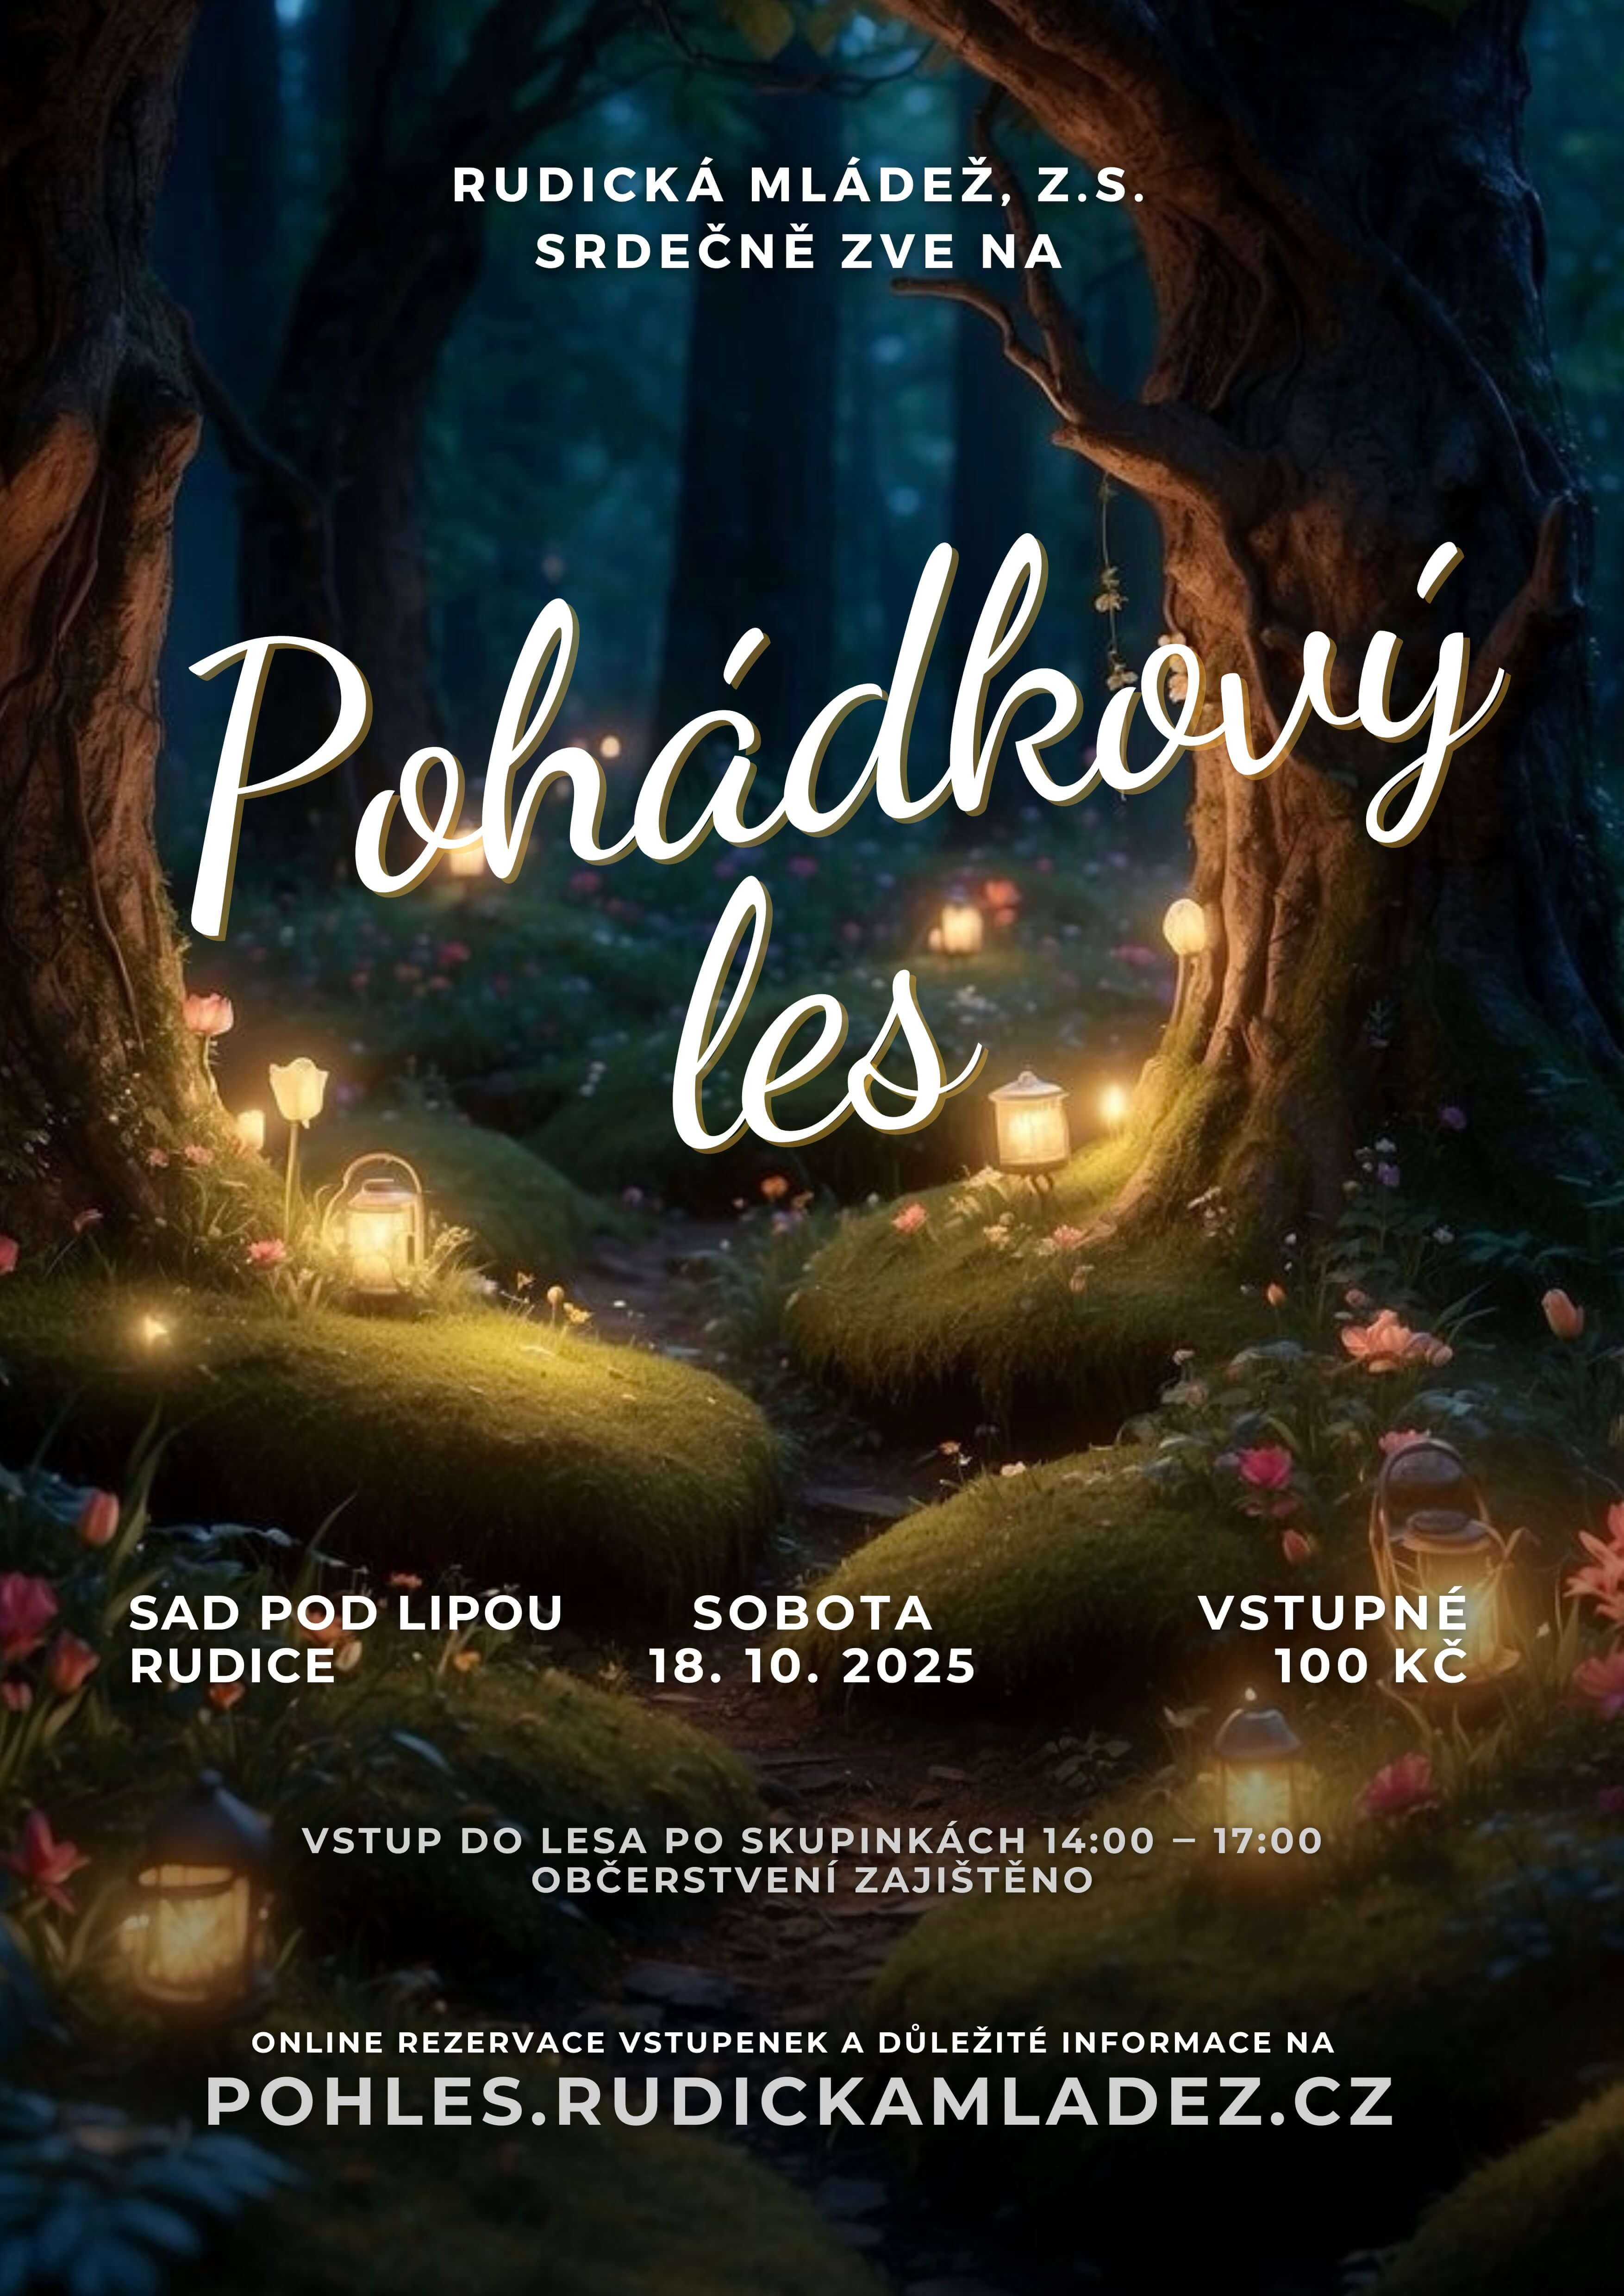 RUDICKÁ MLÁDEŽ, Z.S.
SRDEČNĚ ZVE NA
Pohádkový
les
SAD POD LIPOU
RUDICE
SOBOTA
18. 10. 2025
VSTUPNÉ
100 KČ
VSTUP DO LESA PO SKUPINKÁCH 14:00 – 17:00
OBČERSTVENÍ ZAJIŠTĚNO
ONLINE REZERVACE VSTUPENEK A DŮLEŽITÉ INFORMACE NA
POHLES.RUDICKAMLADEZ.CZ